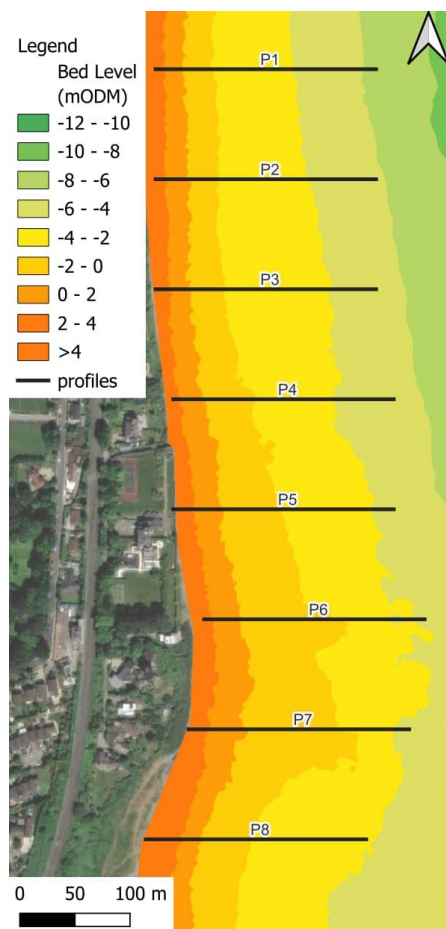 Legend
Bed Level
(mODM)
-12 - -10
-10 - -8
-8 - -6
-6 - -4
-4 - -2
-2 - 0
0 - 2
2 - 4
>4
profiles
P1
P2
P3
P4
P5
P6
P7
P8
0 50 100 m